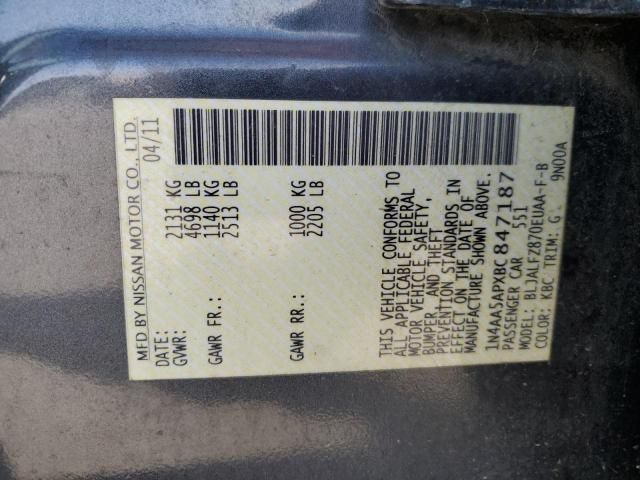 MFD BY NISSAN MOTOR CO., LTD.
DATE: 04/11
GVWR: 2131 KG
4698 LB
GAWR FR.: 1140 KG
2513 LB
GAWR RR.: 1000 KG
2205 LB
THIS VEHICLE CONFORMS TO
ALL APPLICABLE FEDERAL
MOTOR VEHICLE SAFETY,
BUMPER, AND THEFT
PREVENTION STANDARDS IN
EFFECT ON THE DATE OF
MANUFACTURE SHOWN ABOVE.
1N4AA5APXBC847187
PASSENGER CAR 551
MODEL: BLJALFZ870EUAA-F-B
COLOR: KBC TRIM: G 9N00A